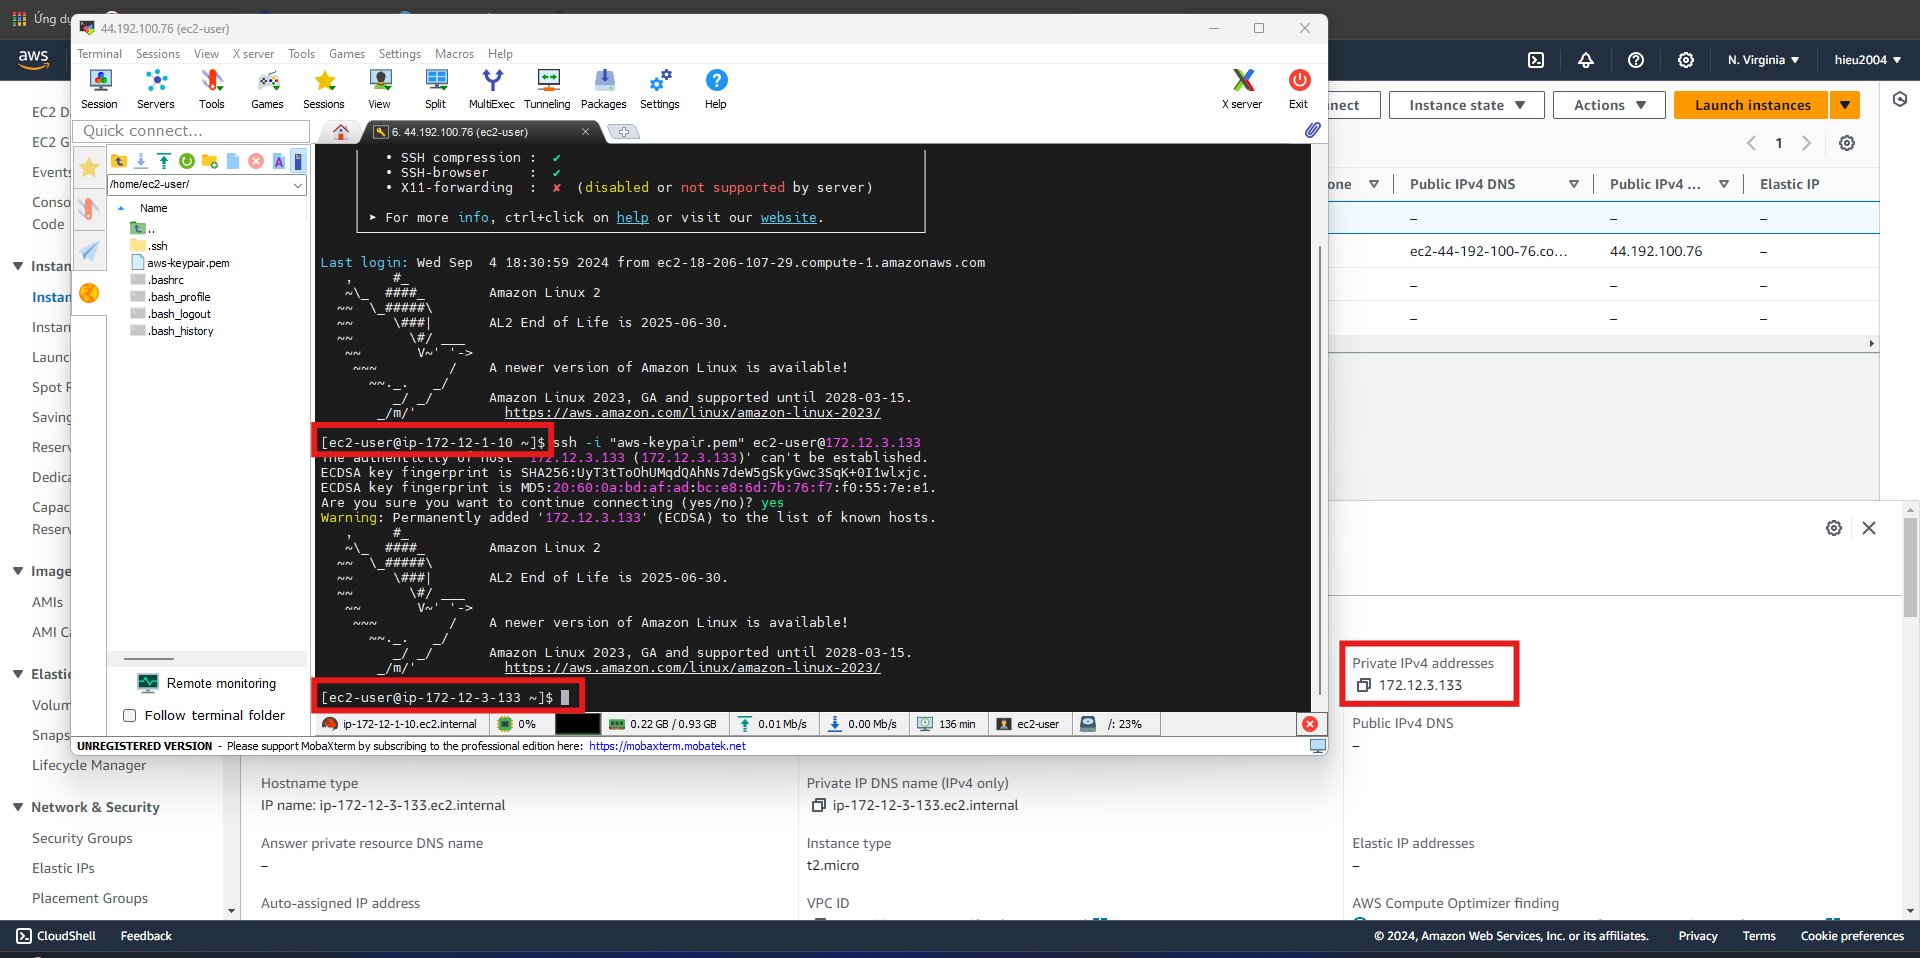 Ứng dụ
44.192.100.76 (ec2-user)
aws
N. Virginia
hieu2004
Terminal Sessions View X server Tools Games Settings Macros Help
Session Servers Tools Games Sessions View Split MultiExec Tunneling Packages Settings Help X server Exit
Quick connect...
6. 44.192.100.76 (ec2-user)
/home/ec2-user/
Name
..
.ssh
aws-keypair.pem
.bashrc
.bash_profile
.bash_logout
.bash_history
Remote monitoring
Follow terminal folder
• SSH compression : ✔
• SSH-browser : ✔
• X11-forwarding : ✘ (disabled or not supported by server)
➤ For more info, ctrl+click on help or visit our website.
Last login: Wed Sep 4 18:30:59 2024 from ec2-18-206-107-29.compute-1.amazonaws.com
, #_
~\_ ####_ Amazon Linux 2
~~ \_#####\
~~ \###| AL2 End of Life is 2025-06-30.
~~ \#/ ___
~~ V~' '->
~~~ / A newer version of Amazon Linux is available!
~~._. _/
_/ _/ Amazon Linux 2023, GA and supported until 2028-03-15.
_/m/' https://aws.amazon.com/linux/amazon-linux-2023/
[ec2-user@ip-172-12-1-10 ~]$ ssh -i "aws-keypair.pem" ec2-user@172.12.3.133
The authenticity of host '172.12.3.133 (172.12.3.133)' can't be established.
ECDSA key fingerprint is SHA256:UyT3tToOhUMqdQAhNs7deW5gSkyGwc3SqK+0I1wlxjc.
ECDSA key fingerprint is MD5:20:60:0a:bd:af:ad:bc:e8:6d:7b:76:f7:f0:55:7e:e1.
Are you sure you want to continue connecting (yes/no)? yes
Warning: Permanently added '172.12.3.133' (ECDSA) to the list of known hosts.
, #_
~\_ ####_ Amazon Linux 2
~~ \_#####\
~~ \###| AL2 End of Life is 2025-06-30.
~~ \#/ ___
~~ V~' '->
~~~ / A newer version of Amazon Linux is available!
~~._. _/
_/ _/ Amazon Linux 2023, GA and supported until 2028-03-15.
_/m/' https://aws.amazon.com/linux/amazon-linux-2023/
[ec2-user@ip-172-12-3-133 ~]$
ip-172-12-1-10.ec2.internal 0% 0.22 GB / 0.93 GB 0.01 Mb/s 0.00 Mb/s 136 min ec2-user /: 23%
UNREGISTERED VERSION - Please support MobaXterm by subscribing to the professional edition here: https://mobaxterm.mobatek.net
EC2 D
EC2 G
Events
Conso
Code
Instan
Instan
Instan
Launch
Spot R
Saving
Reserv
Dedica
Capac
Reserv
Image
AMIs
AMI Ca
Elastic
Volum
Snaps
Lifecycle Manager
Network & Security
Security Groups
Elastic IPs
Placement Groups
nnect Instance state Actions Launch instances
1
one Public IPv4 DNS Public IPv4 ... Elastic IP
– – –
ec2-44-192-100-76.co... 44.192.100.76 –
– – –
– – –
Private IPv4 addresses
172.12.3.133
Public IPv4 DNS
–
Hostname type
IP name: ip-172-12-3-133.ec2.internal
Private IP DNS name (IPv4 only)
ip-172-12-3-133.ec2.internal
Answer private resource DNS name
–
Instance type
t2.micro
Elastic IP addresses
–
Auto-assigned IP address
VPC ID
AWS Compute Optimizer finding
CloudShell Feedback © 2024, Amazon Web Services, Inc. or its affiliates. Privacy Terms Cookie preferences